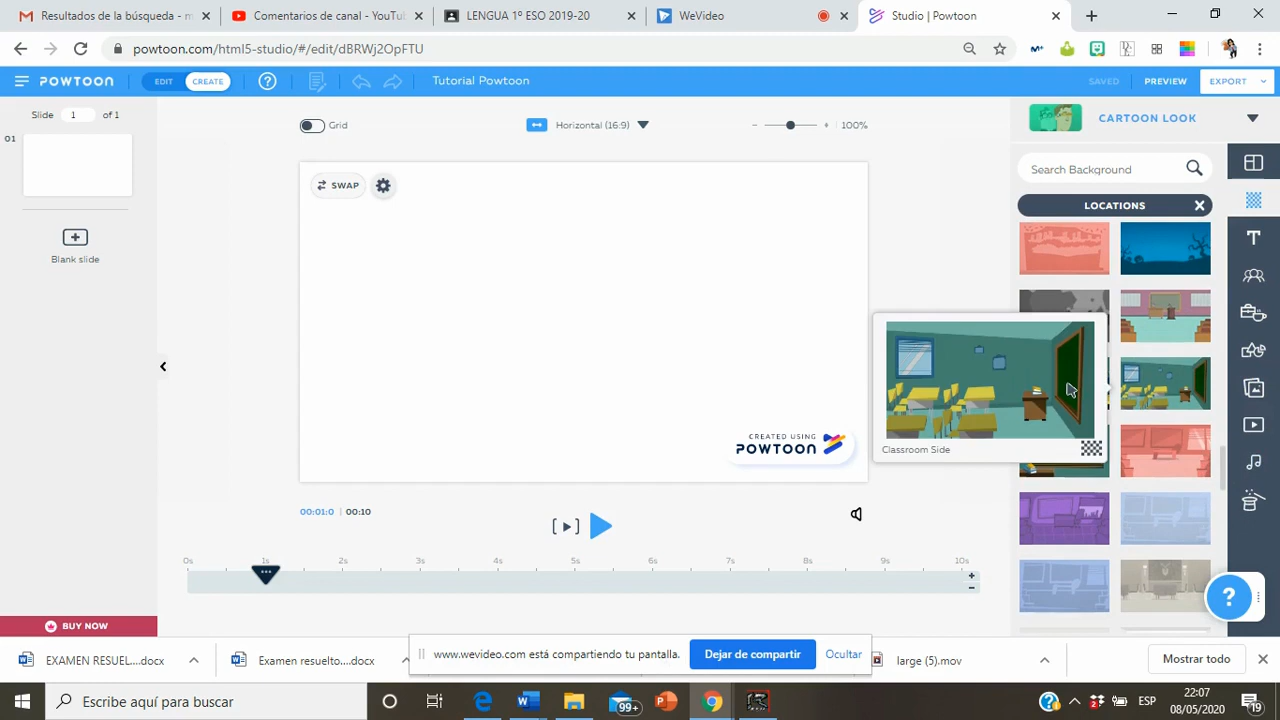 Resultados de la búsqueda - m
Comentarios de canal - YouTu
LENGUA 1º ESO 2019-20
WeVideo
Studio | Powtoon
powtoon.com/html5-studio/#/edit/dBRWj2OpFTU
POWTOON
EDIT
CREATE
Tutorial Powtoon
SAVED
PREVIEW
EXPORT
Slide 1 of 1
Grid
Horizontal (16:9)
100%
CARTOON LOOK
01
SWAP
Search Background
LOCATIONS
Blank slide
CREATED USING
POWTOON
Classroom Side
00:01:0 | 00:10
0s 1s 2s 3s 4s 5s 6s 7s 8s 9s 10s
BUY NOW
?
EXAMEN RESUEL....docx
Examen resuelto....docx
www.wevideo.com está compartiendo tu pantalla.
Dejar de compartir
Ocultar
large (5).mov
Mostrar todo
Escribe aquí para buscar
99+
ESP
22:07
08/05/2020
19